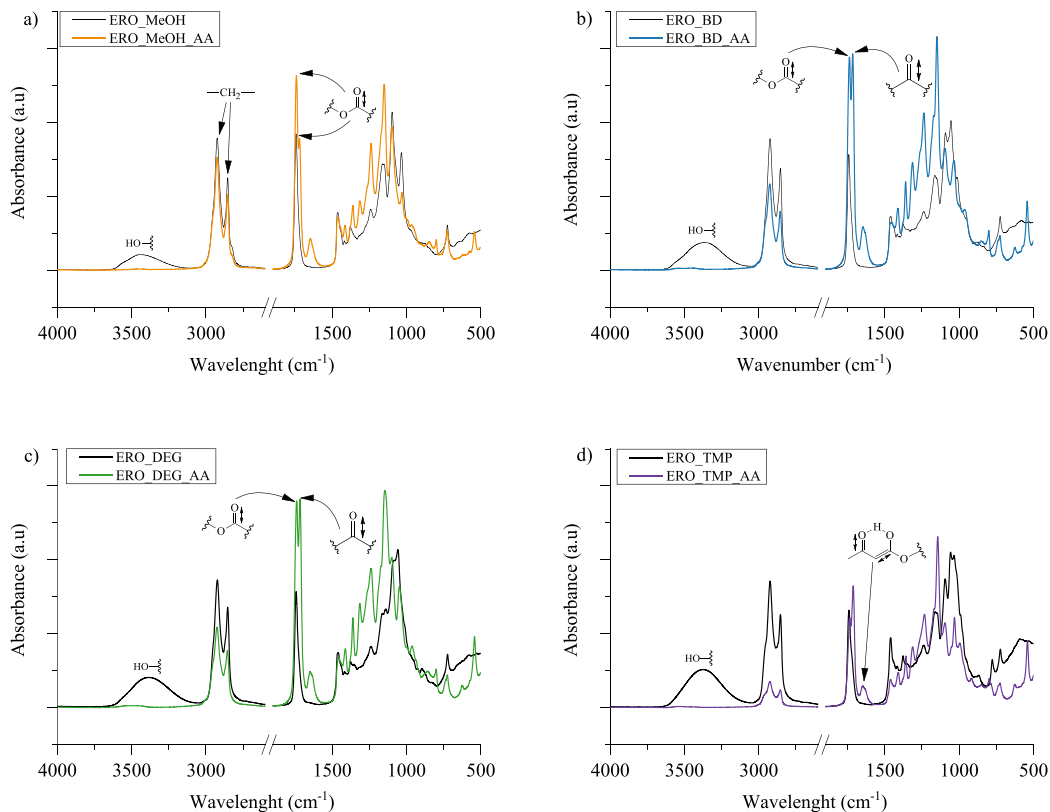 a)
ERO_MeOH
ERO_MeOH_AA
CH2
O
O
HO
Absorbance (a.u)
4000 3000 1500 1000 500
Wavelenght (cm-1)
b)
ERO_BD
ERO_BD_AA
O
O
O
HO
Absorbance (a.u)
4000 3500 3000 1500 1000 500
Wavenumber (cm-1)
c)
ERO_DEG
ERO_DEG_AA
O
O
O
HO
Absorbance (a.u)
4000 3000 1500 1000 500
Wavelenght (cm-1)
d)
ERO_TMP
ERO_TMP_AA
O H O
O
HO
Absorbance (a.u)
4000 3500 3000 1500 1000 500
Wavelenght (cm-1)